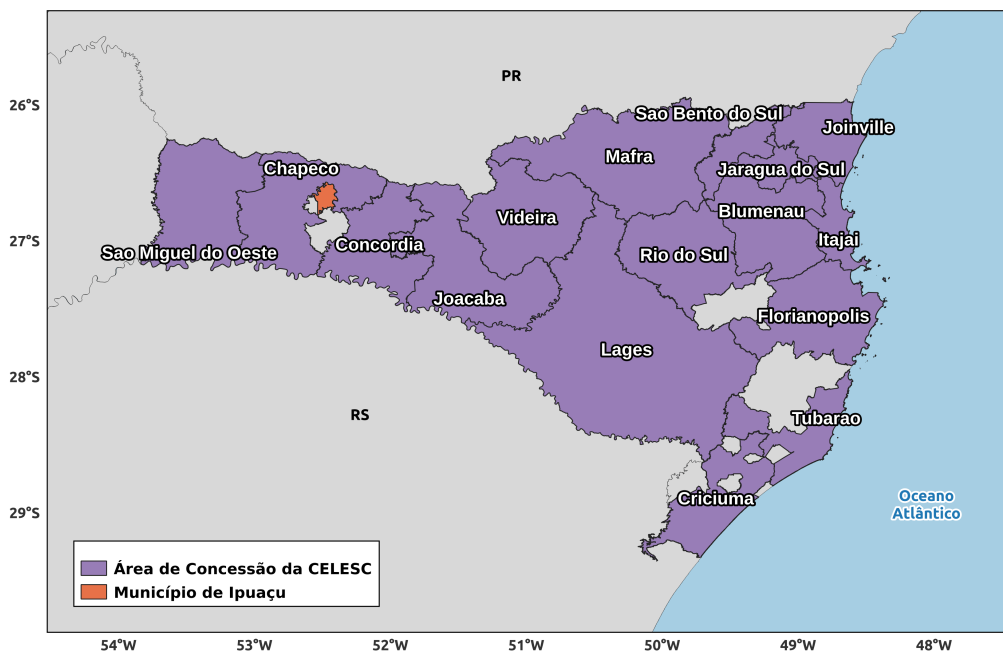 PR
26°S
Sao Bento do Sul
Joinville
Mafra
Chapeco
Jaragua do Sul
Blumenau
Videira
27°S
Itajai
Concordia
Sao Miguel do Oeste
Rio do Sul
Joacaba
Florianopolis
Lages
28°S
RS
Tubarao
Criciuma
Oceano
Atlântico
29°S
Área de Concessão da CELESC
Município de Ipuaçu
54°W
53°W
52°W
51°W
50°W
49°W
48°W